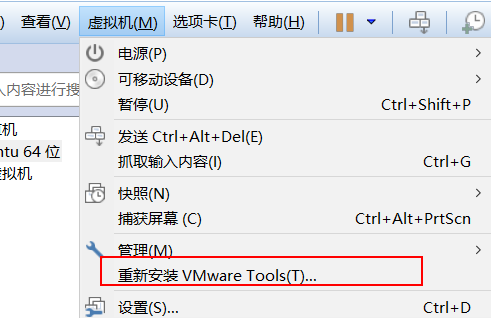 ) 查看(V) 虚拟机(M) 选项卡(T) 帮助(H)
电源(P)
可移动设备(D)
入内容进行搜
暂停(U) Ctrl+Shift+P
机
发送 Ctrl+Alt+Del(E)
ntu 64 位
抓取输入内容(I) Ctrl+G
虚拟机
快照(N)
捕获屏幕 (C) Ctrl+Alt+PrtScn
管理(M)
重新安装 VMware Tools(T)...
设置(S)... Ctrl+D